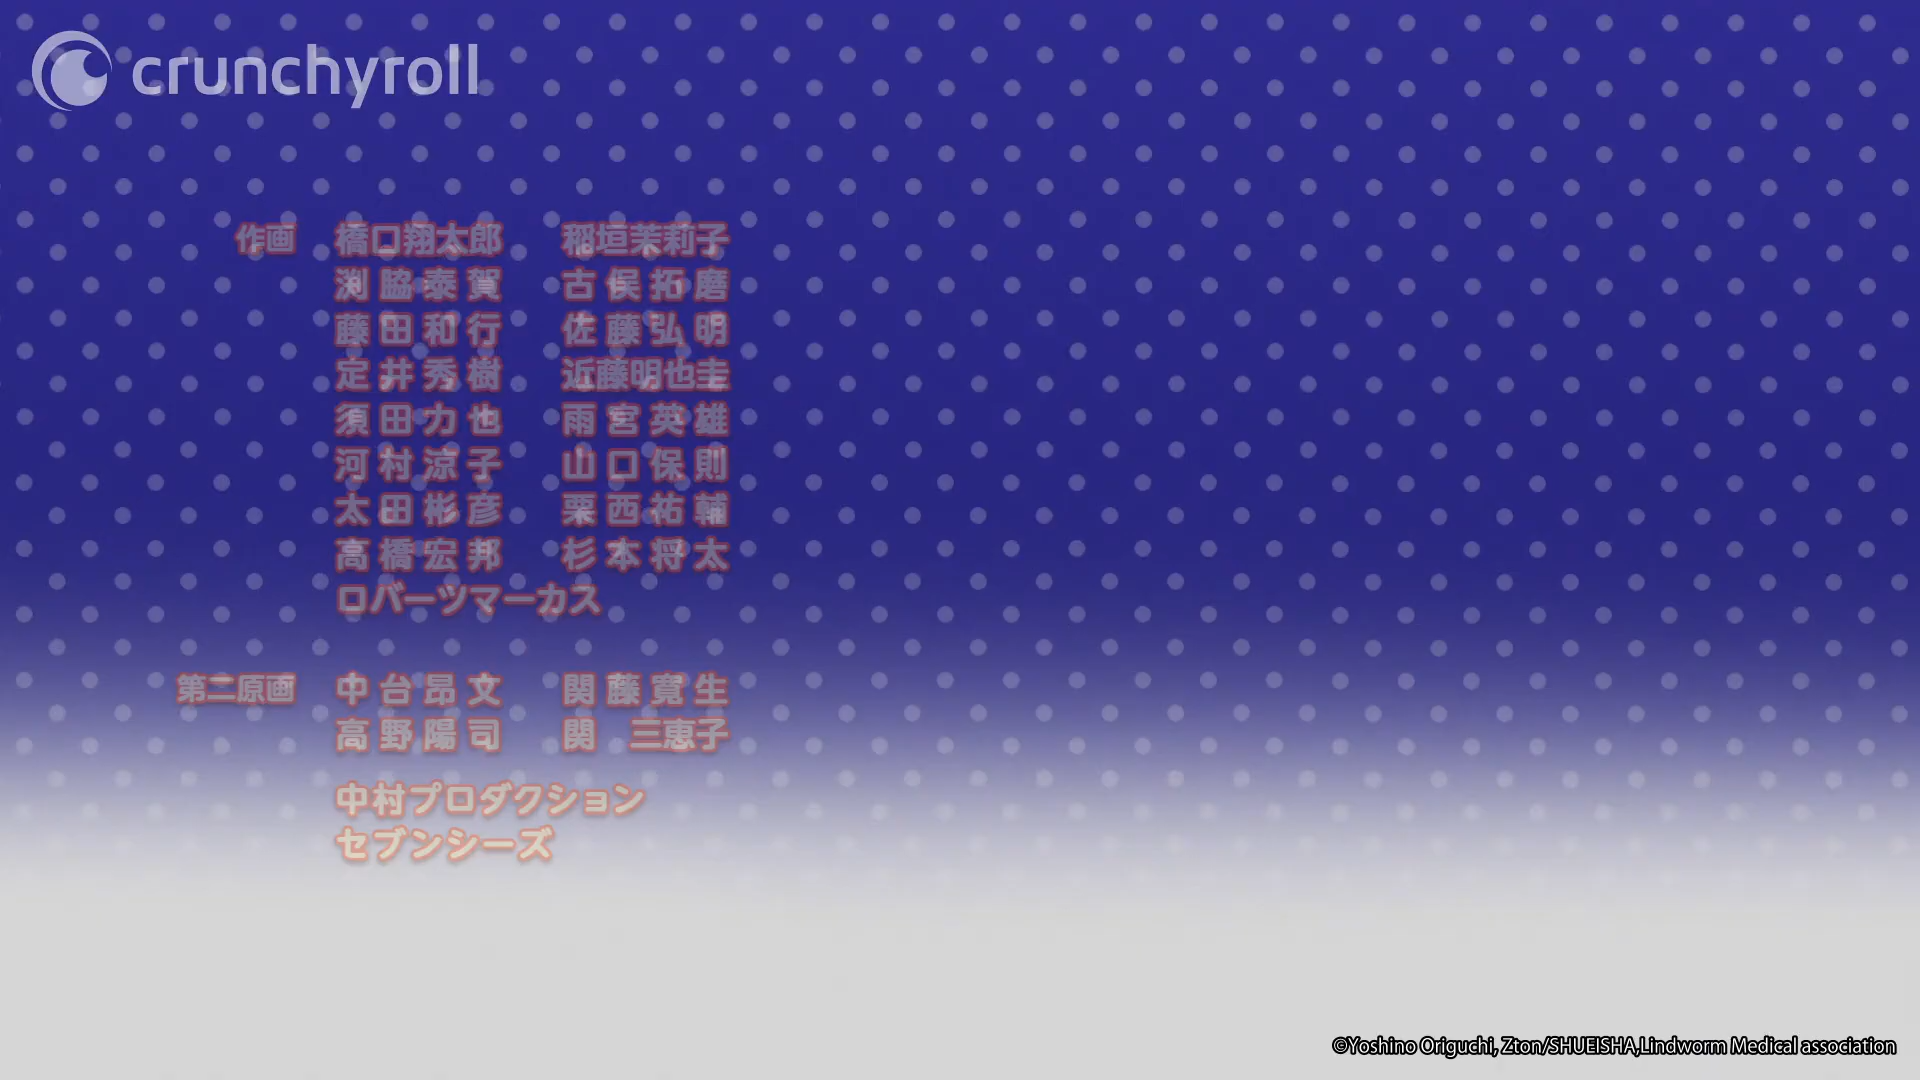 crunchyroll
作画 橋口翔太郎 稲垣茉莉子
渕脇泰賀 古俣拓磨
藤田和行 佐藤弘明
定井秀樹 近藤明也圭
須田力也 雨宮英雄
河村涼子 山口保則
太田彬彦 栗西祐輔
高橋宏邦 杉本将太
ロバーツマーカス
第二原画 中台昂文 関藤寛生
高野陽司 関 三恵子
中村プロダクション
セブンシーズ
©Yoshino Origuchi, Zton/SHUEISHA,Lindworm Medical association